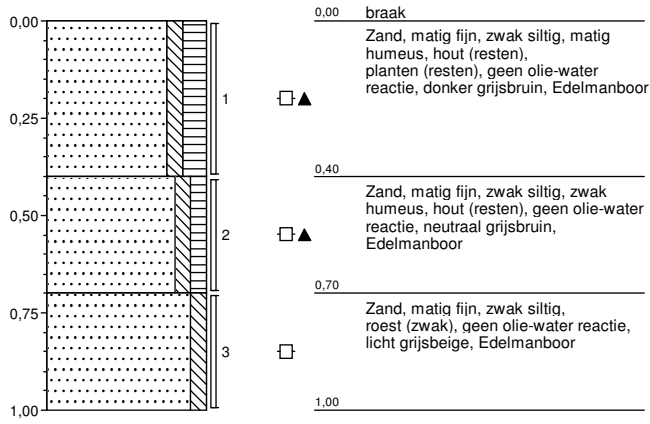 0,00
0,25
0,50
0,75
1,00
1
2
3
0,00 braak
Zand, matig fijn, zwak siltig, matig
humeus, hout (resten),
planten (resten), geen olie-water
reactie, donker grijsbruin, Edelmanboor
0,40
Zand, matig fijn, zwak siltig, zwak
humeus, hout (resten), geen olie-water
reactie, neutraal grijsbruin,
Edelmanboor
0,70
Zand, matig fijn, zwak siltig,
roest (zwak), geen olie-water reactie,
licht grijsbeige, Edelmanboor
1,00